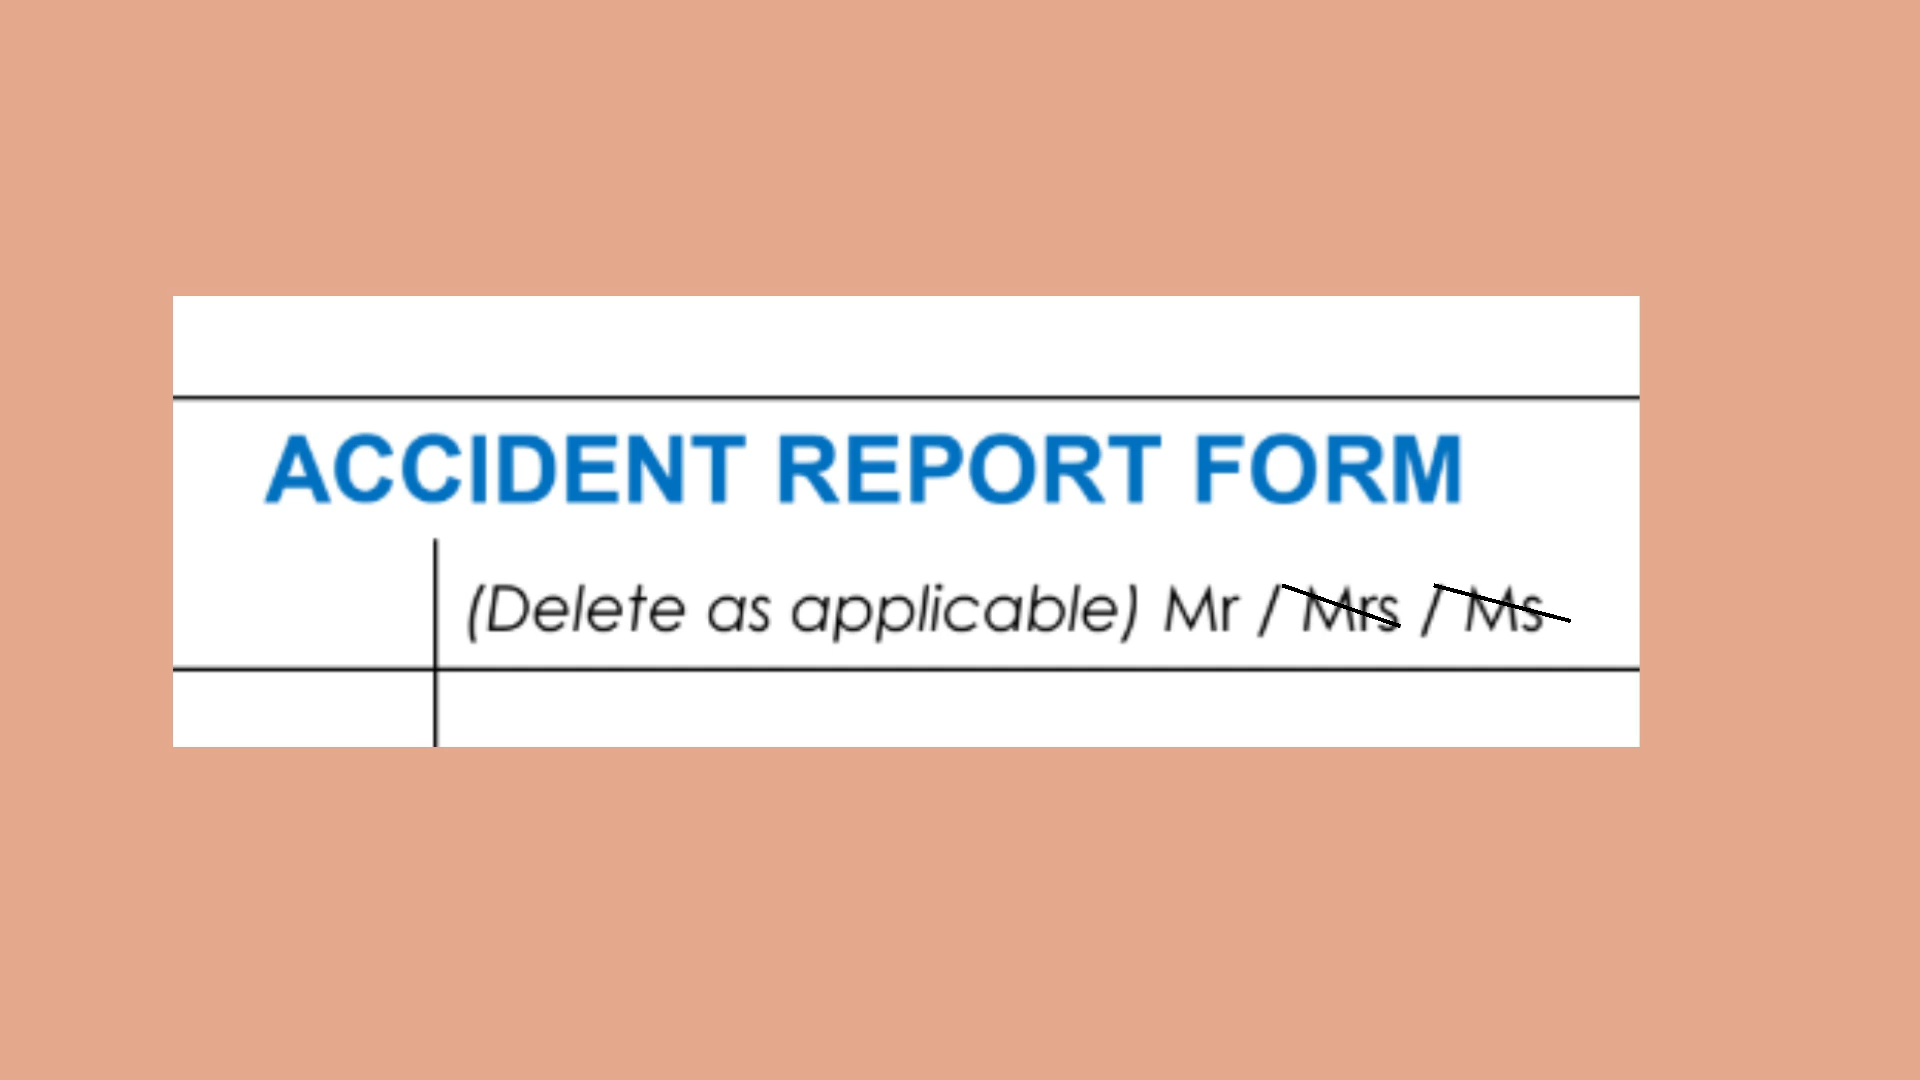 ACCIDENT REPORT FORM
(Delete as applicable) Mr / Mrs / Ms